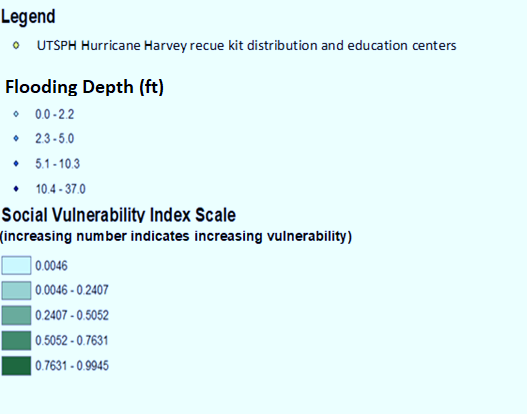 Legend
UTSPH Hurricane Harvey recue kit distribution and education centers
Flooding Depth (ft)
0.0 - 2.2
2.3 - 5.0
5.1 - 10.3
10.4 - 37.0
Social Vulnerability Index Scale
(increasing number indicates increasing vulnerability)
0.0046
0.0046 - 0.2407
0.2407 - 0.5052
0.5052 - 0.7631
0.7631 - 0.9945